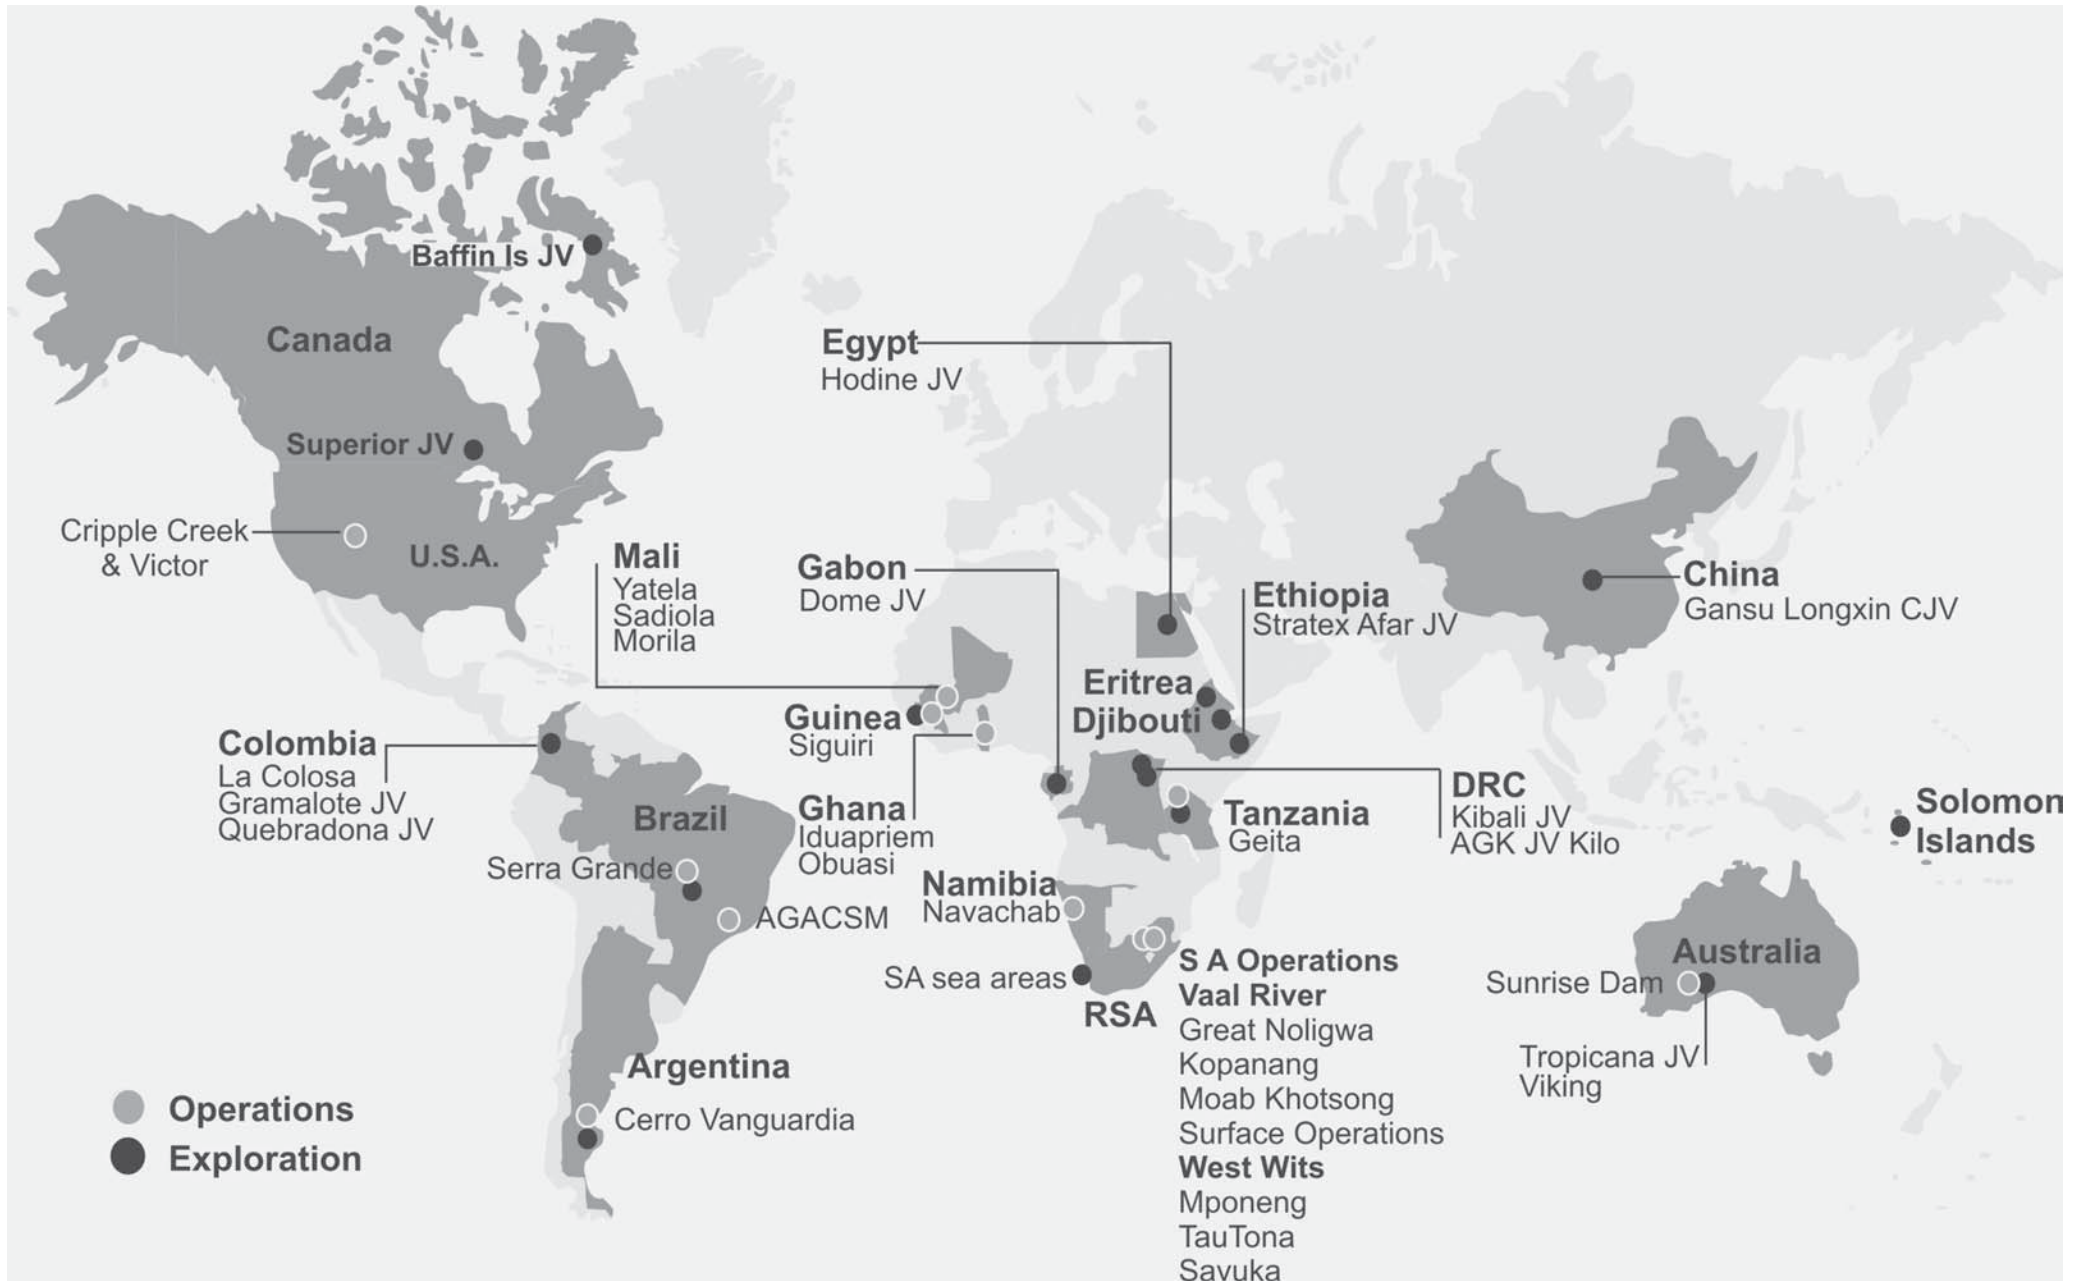 Baffin Is JV
Canada
Superior JV
Cripple Creek
& Victor
U.S.A.
Egypt
Hodine JV
Mali
Yatela
Sadiola
Morila
Gabon
Dome JV
Ethiopia
Stratex Afar JV
China
Gansu Longxin CJV
Eritrea
Djibouti
Guinea
Siguiri
Colombia
La Colosa
Gramalote JV
Quebradona JV
Brazil
Serra Grande
AGACSM
Ghana
Iduapriem
Obuasi
Tanzania
Geita
DRC
Kibali JV
AGK JV Kilo
Solomon
Islands
Namibia
Navachab
SA sea areas
RSA
S A Operations
Vaal River
Great Noligwa
Kopanang
Moab Khotsong
Surface Operations
West Wits
Mponeng
TauTona
Savuka
Australia
Sunrise Dam
Tropicana JV
Viking
Argentina
Cerro Vanguardia
Operations
Exploration